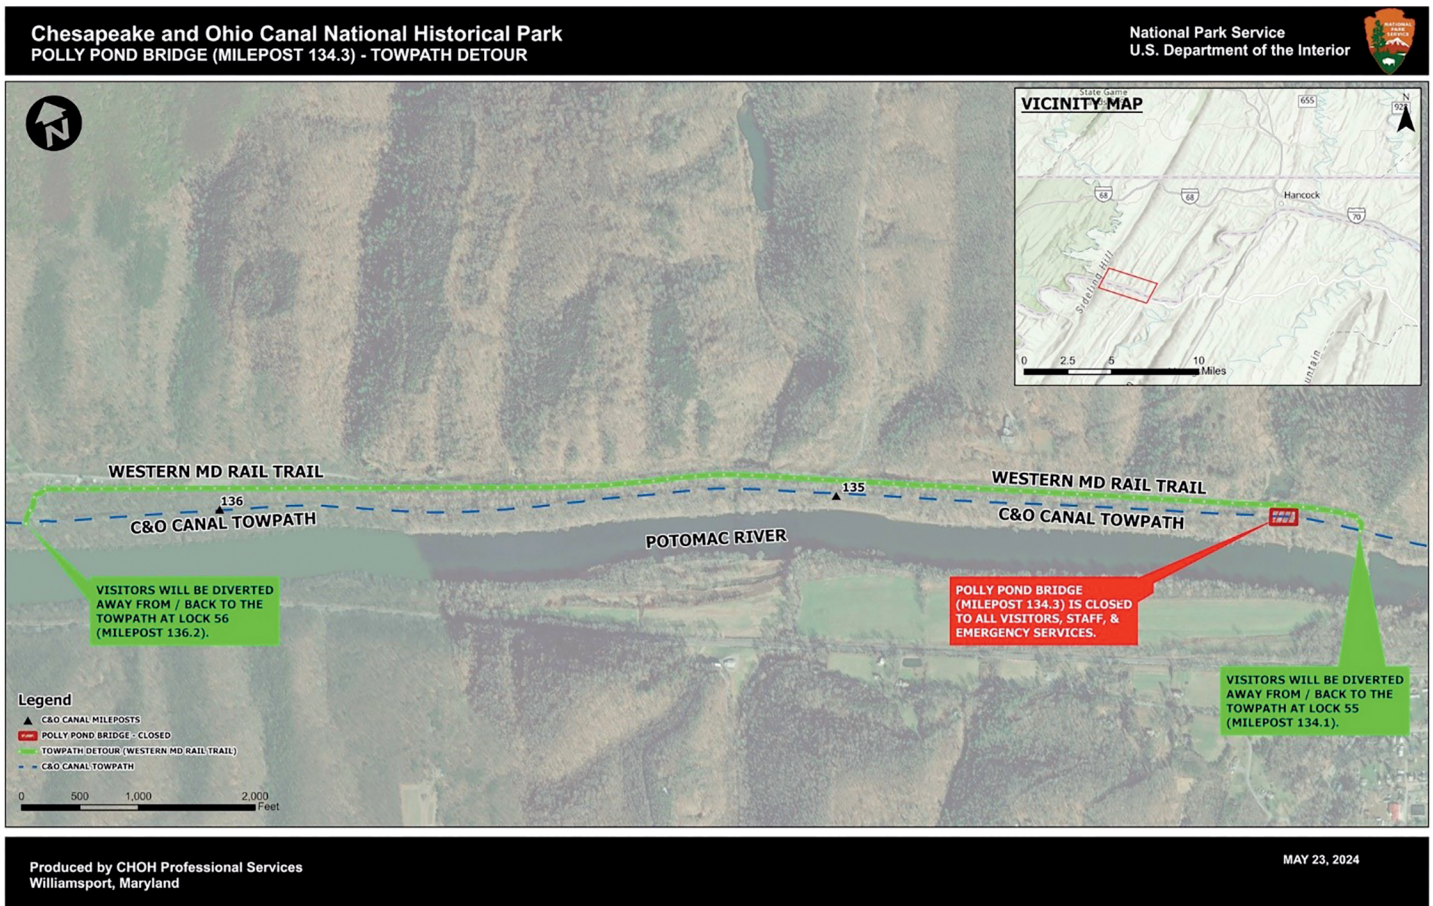 Chesapeake and Ohio Canal National Historical Park
POLLY POND BRIDGE (MILEPOST 134.3) - TOWPATH DETOUR
National Park Service
U.S. Department of the Interior
NATIONAL
PARK
SERVICE
N
VICINITY MAP
State Game
655
N
68
68
Hancock
70
Sideling Hill
0 2.5 5 10
Miles
untain
WESTERN MD RAIL TRAIL
136
C&O CANAL TOWPATH
135
WESTERN MD RAIL TRAIL
C&O CANAL TOWPATH
POTOMAC RIVER
VISITORS WILL BE DIVERTED
AWAY FROM / BACK TO THE
TOWPATH AT LOCK 56
(MILEPOST 136.2).
POLLY POND BRIDGE
(MILEPOST 134.3) IS CLOSED
TO ALL VISITORS, STAFF, &
EMERGENCY SERVICES.
VISITORS WILL BE DIVERTED
AWAY FROM / BACK TO THE
TOWPATH AT LOCK 55
(MILEPOST 134.1).
Legend
C&O CANAL MILEPOSTS
POLLY POND BRIDGE - CLOSED
TOWPATH DETOUR (WESTERN MD RAIL TRAIL)
C&O CANAL TOWPATH
0 500 1,000 2,000
Feet
Produced by CHOH Professional Services
Williamsport, Maryland
MAY 23, 2024